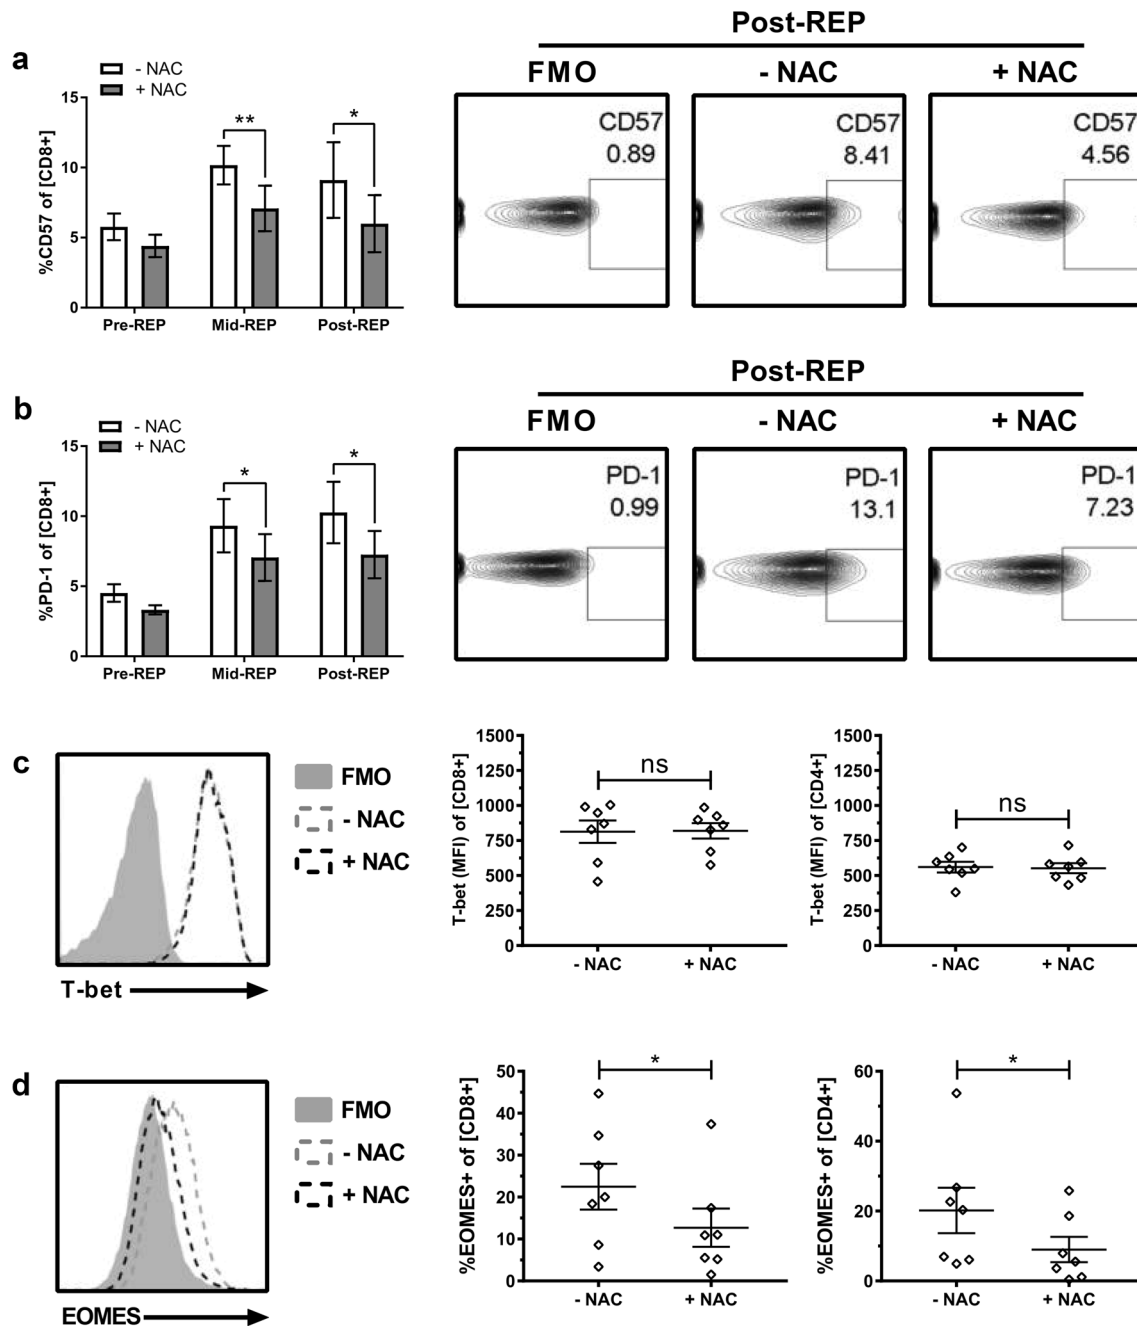 a
- NAC
+ NAC
%CD57 of [CD8+]
15
10
5
0
**
*
Pre-REP
Mid-REP
Post-REP
Post-REP
FMO
- NAC
+ NAC
CD57
0.89
CD57
8.41
CD57
4.56
b
- NAC
+ NAC
%PD-1 of [CD8+]
15
10
5
0
*
*
Pre-REP
Mid-REP
Post-REP
Post-REP
FMO
- NAC
+ NAC
PD-1
0.99
PD-1
13.1
PD-1
7.23
c
T-bet
FMO
- NAC
+ NAC
T-bet (MFI) of [CD8+]
1500
1250
1000
750
500
250
0
ns
- NAC
+ NAC
T-bet (MFI) of [CD4+]
1500
1250
1000
750
500
250
0
ns
- NAC
+ NAC
d
EOMES
FMO
- NAC
+ NAC
%EOMES+ of [CD8+]
50
40
30
20
10
0
*
- NAC
+ NAC
%EOMES+ of [CD4+]
60
40
20
0
*
- NAC
+ NAC